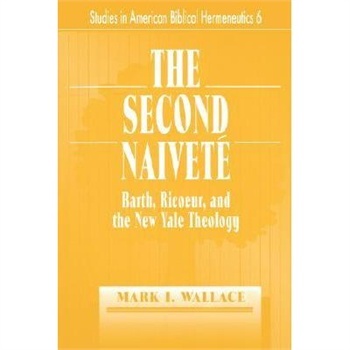 Studies in American Biblical Hermeneutics 6
THE
SECOND
NAIVETÉ
Barth, Ricoeur, and
the New Yale Theology
MARK I. WALLACE